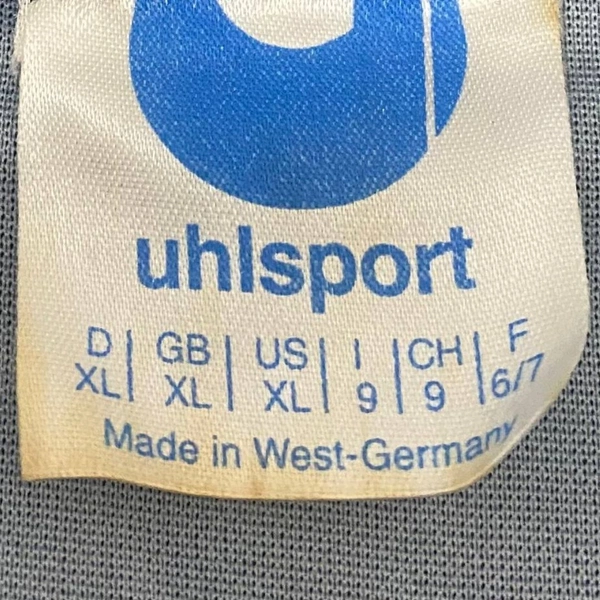 uhlsport
D | GB | US | I | CH | F
XL | XL | XL | 9 | 9 | 6/7
Made in West-Germany